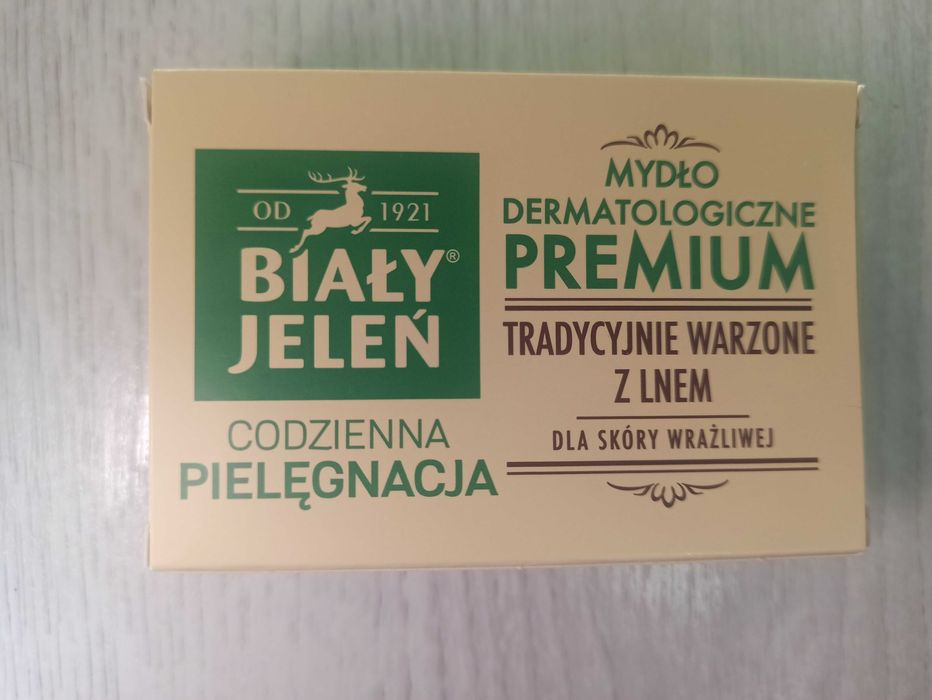 OD 1921
BIAŁY®
JELEŃ
CODZIENNA
PIELĘGNACJA
MYDŁO
DERMATOLOGICZNE
PREMIUM
TRADYCYJNIE WARZONE
Z LNEM
DLA SKÓRY WRAŻLIWEJ